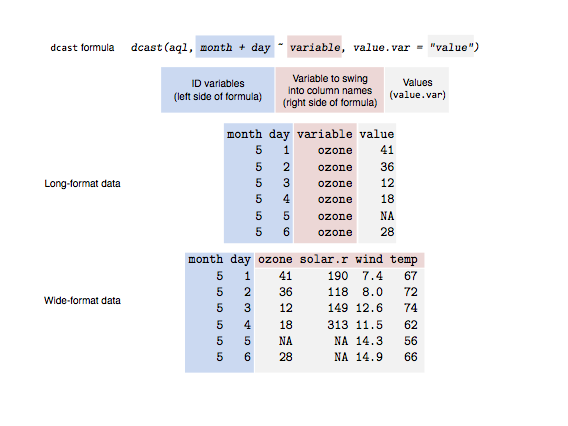 dcast formula dcast(aql, month + day ~ variable, value.var = "value")
ID variables
(left side of formula)
Variable to swing
into column names
(right side of formula)
Values
(value.var)
Long-format data
month day variable value
5 1 ozone 41
5 2 ozone 36
5 3 ozone 12
5 4 ozone 18
5 5 ozone NA
5 6 ozone 28
Wide-format data
month day ozone solar.r wind temp
5 1 41 190 7.4 67
5 2 36 118 8.0 72
5 3 12 149 12.6 74
5 4 18 313 11.5 62
5 5 NA NA 14.3 56
5 6 28 NA 14.9 66